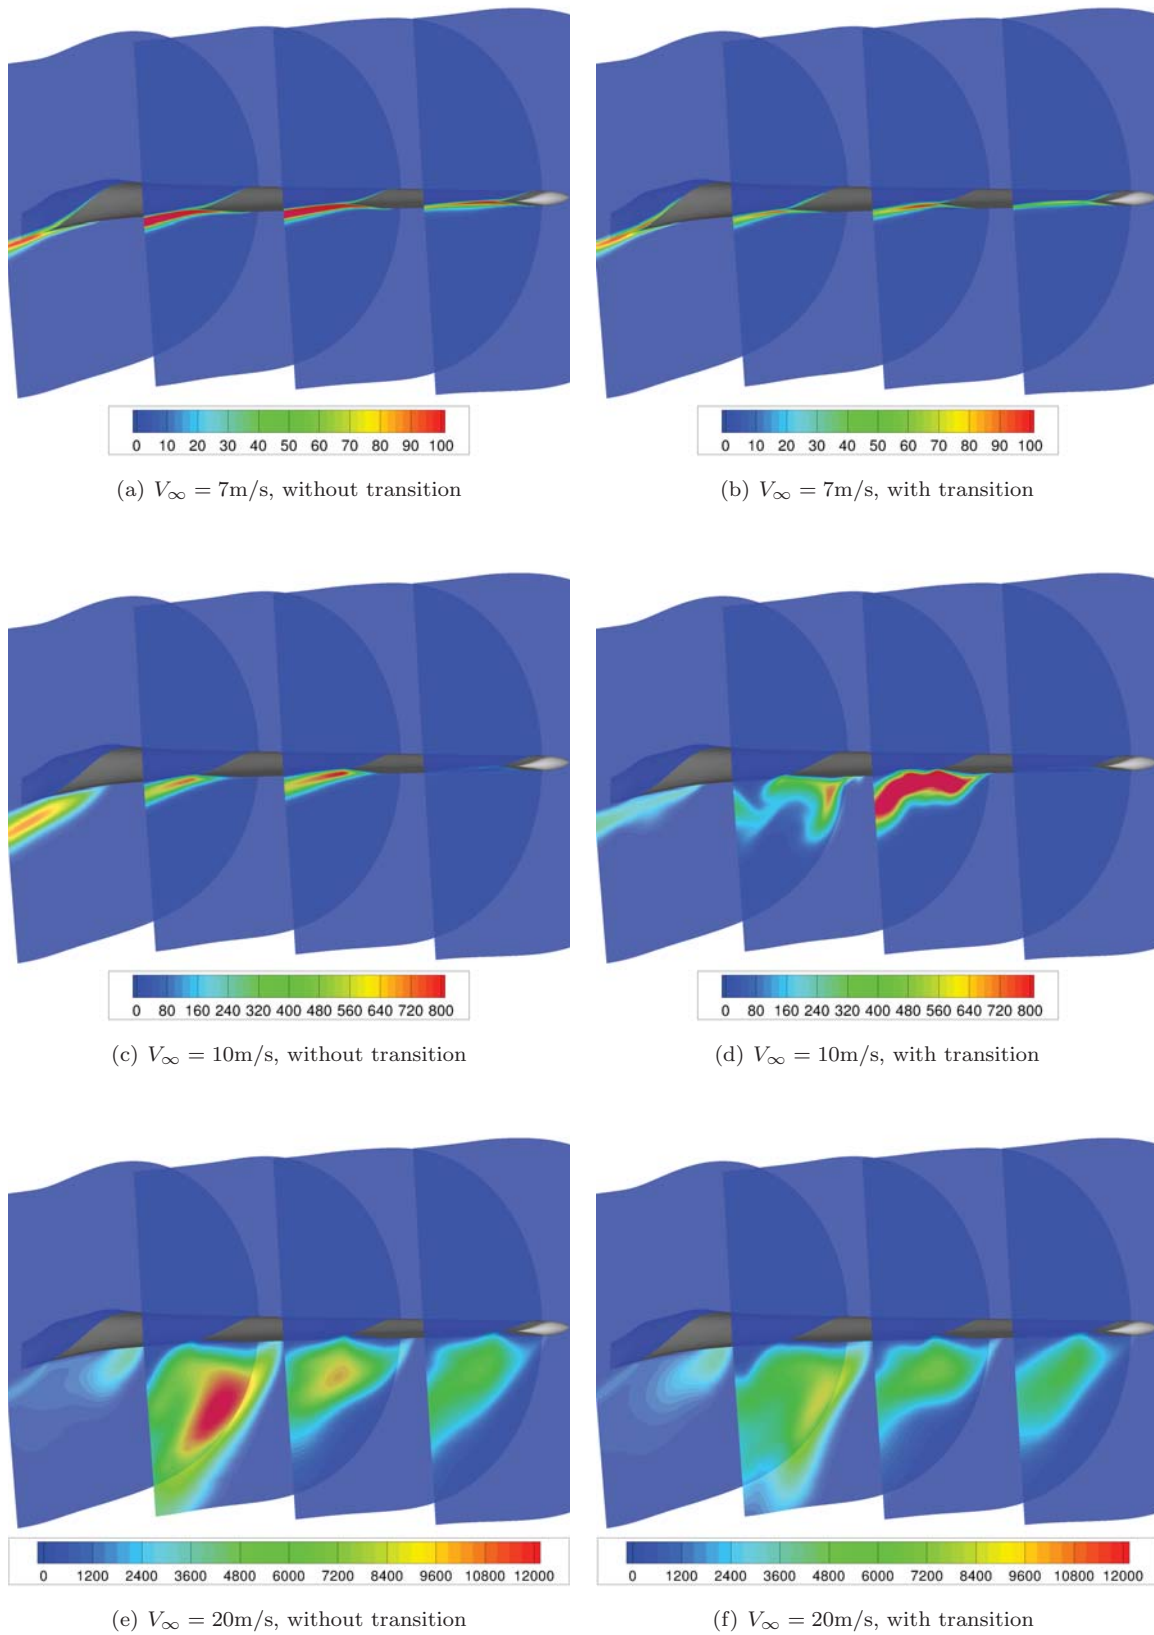 0 10 20 30 40 50 60 70 80 90 100
0 10 20 30 40 50 60 70 80 90 100
(a) V∞ = 7m/s, without transition
(b) V∞ = 7m/s, with transition
0 80 160 240 320 400 480 560 640 720 800
0 80 160 240 320 400 480 560 640 720 800
(c) V∞ = 10m/s, without transition
(d) V∞ = 10m/s, with transition
0 1200 2400 3600 4800 6000 7200 8400 9600 10800 12000
0 1200 2400 3600 4800 6000 7200 8400 9600 10800 12000
(e) V∞ = 20m/s, without transition
(f) V∞ = 20m/s, with transition